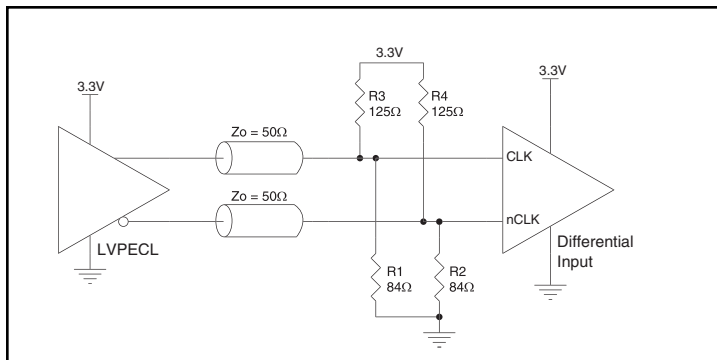 3.3V
3.3V
3.3V
R3
125Ω
R4
125Ω
Zo = 50Ω
CLK
Zo = 50Ω
nCLK
LVPECL
Differential
Input
R1
84Ω
R2
84Ω